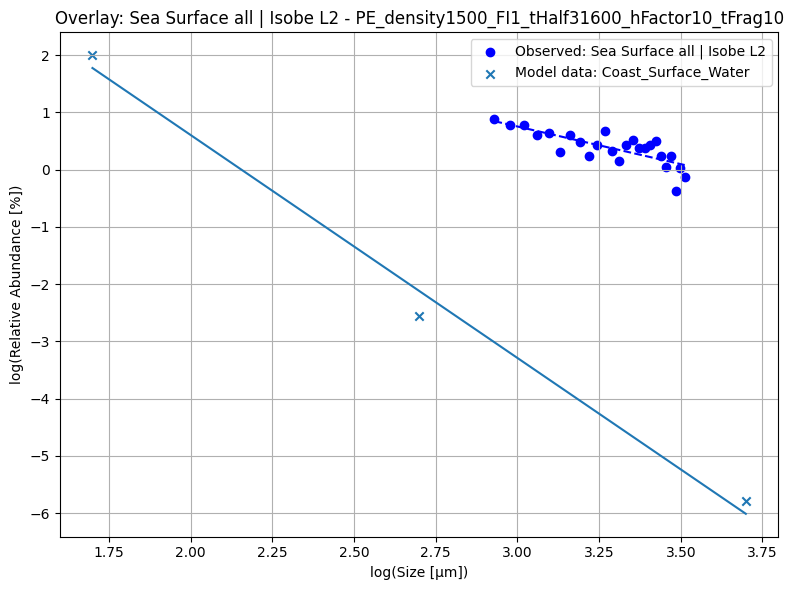 Overlay: Sea Surface all | Isobe L2 - PE_density1500_FI1_tHalf31600_hFactor10_tFrag10
Observed: Sea Surface all | Isobe L2
Model data: Coast_Surface_Water
log(Relative Abundance [%])
2
1
0
−1
−2
−3
−4
−5
−6
1.75 2.00 2.25 2.50 2.75 3.00 3.25 3.50 3.75
log(Size [µm])